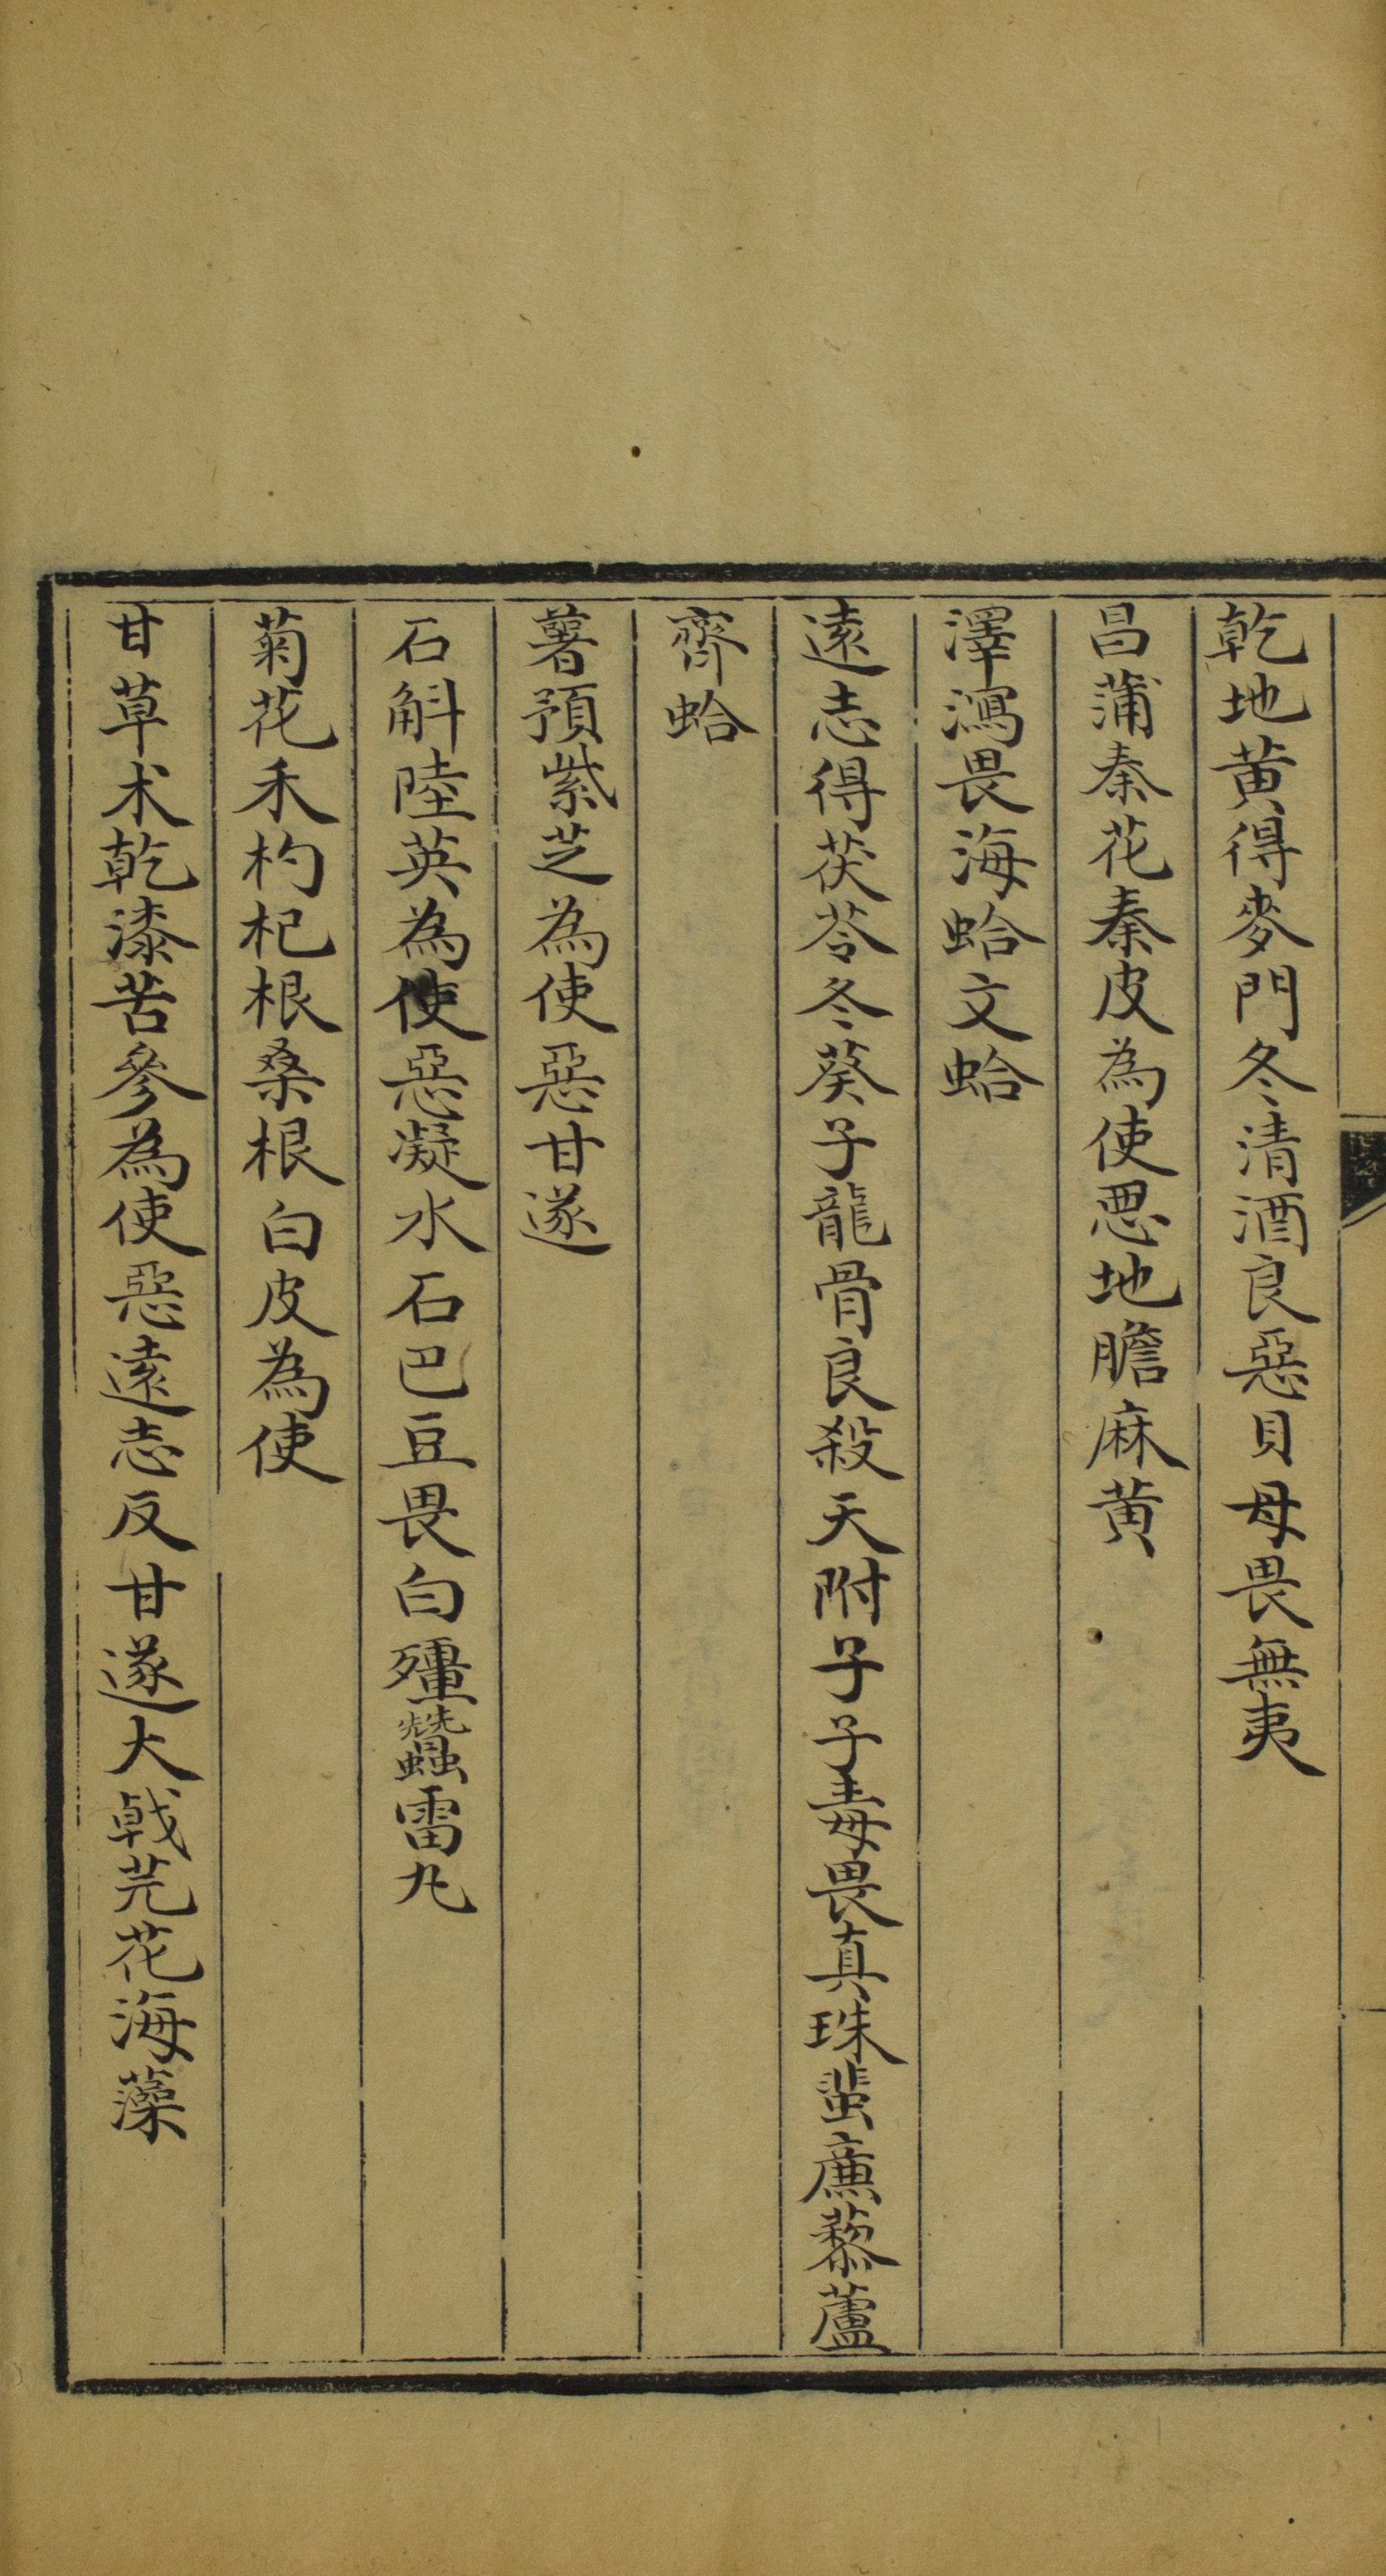 乾地黃得麥門冬清酒良惡貝母畏無夷
昌蒲秦花秦皮為使惡地膽麻黃
澤瀉畏海蛤文蛤
遠志得茯苓冬葵子龍骨良殺天附子子毒畏真珠蜚廉藜蘆
齊蛤
薯預紫芝為使惡甘遂
石斛陸英為使惡凝水石巴豆畏白殭蠶雷丸
菊花禾杓杞根桑根白皮為使
甘草术乾漆苦參為使惡遠志反甘遂大戟芫花海藻